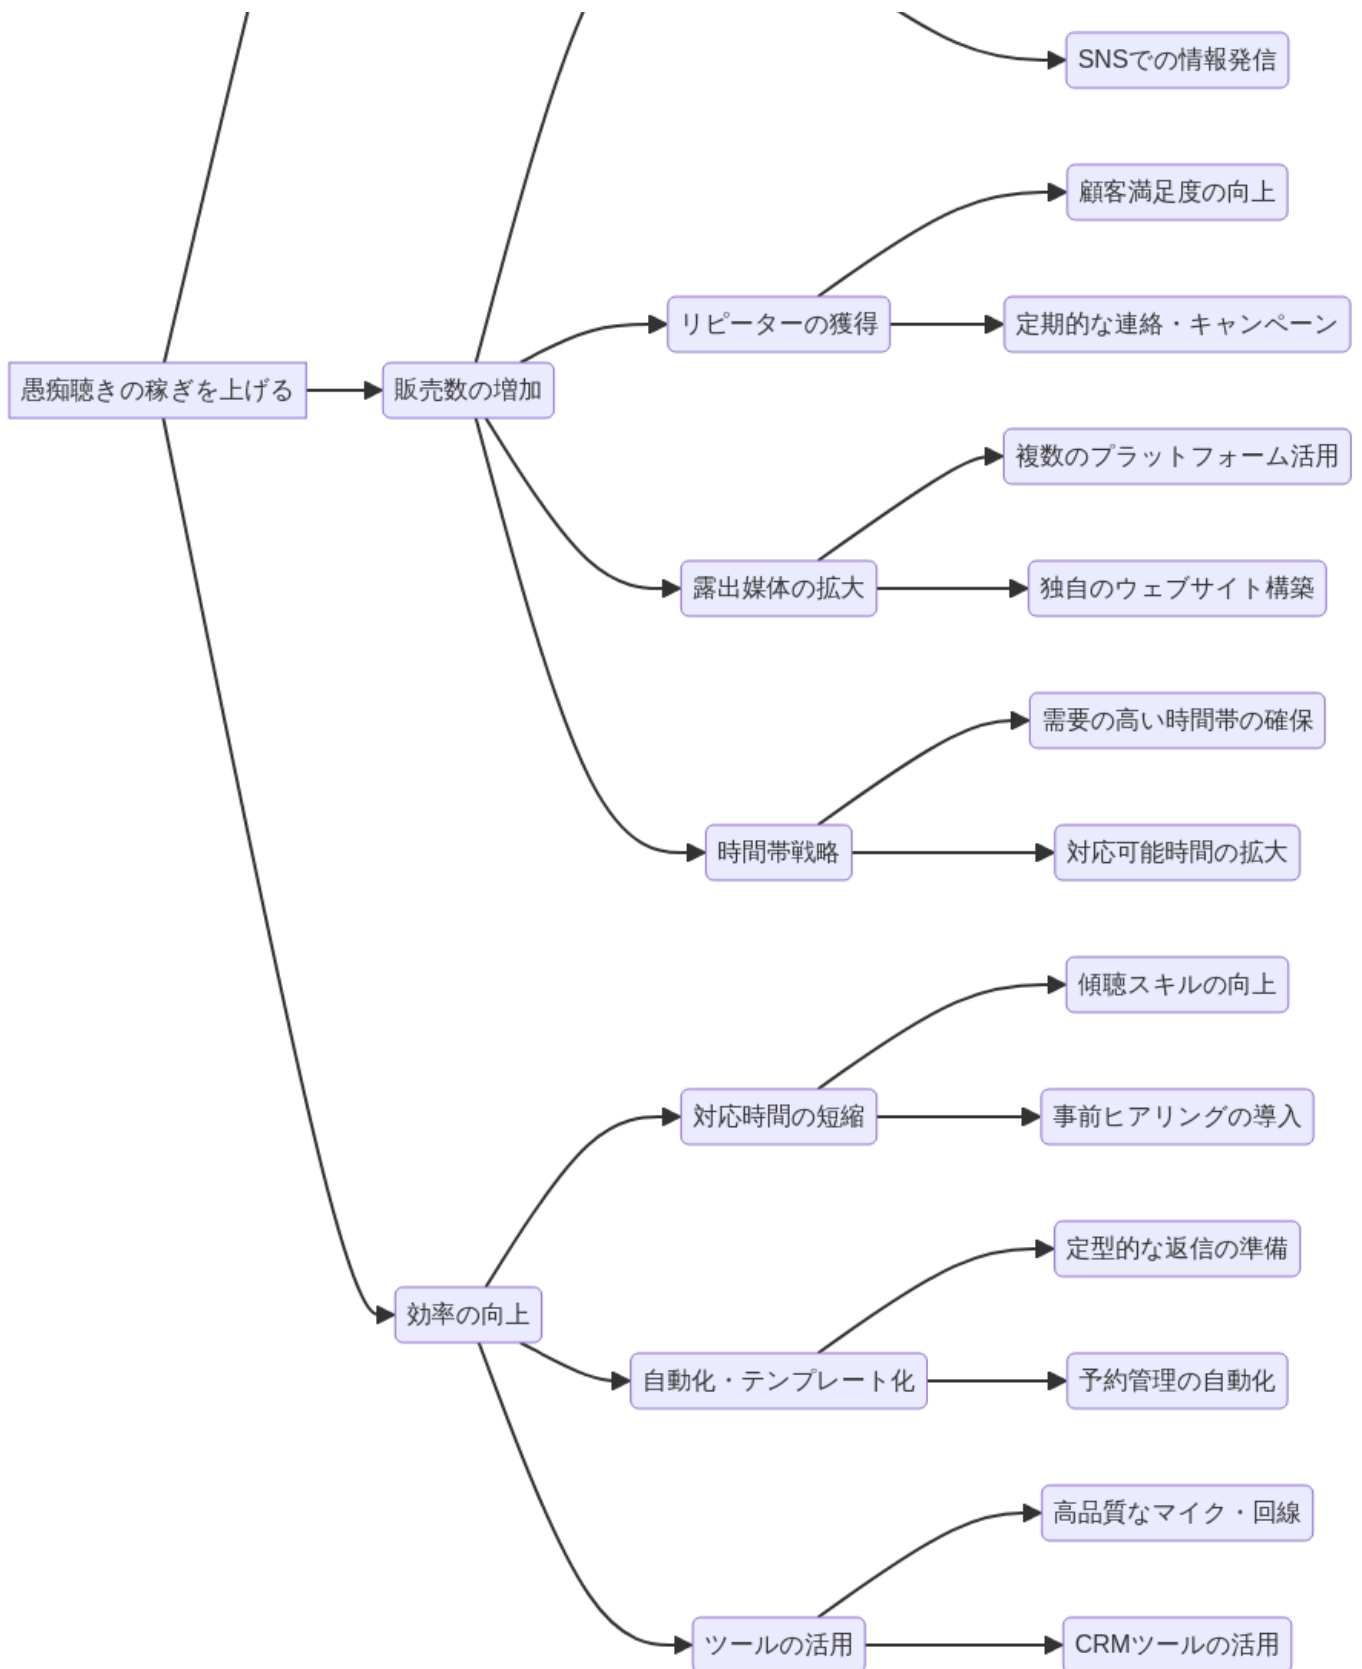 SNSでの情報発信
顧客満足度の向上
リピーターの獲得
定期的な連絡・キャンペーン
愚痴聴きの稼ぎを上げる
販売数の増加
複数のプラットフォーム活用
露出媒体の拡大
独自のウェブサイト構築
需要の高い時間帯の確保
時間帯戦略
対応可能時間の拡大
傾聴スキルの向上
対応時間の短縮
事前ヒアリングの導入
定型的な返信の準備
効率の向上
自動化・テンプレート化
予約管理の自動化
高品質なマイク・回線
ツールの活用
CRMツールの活用